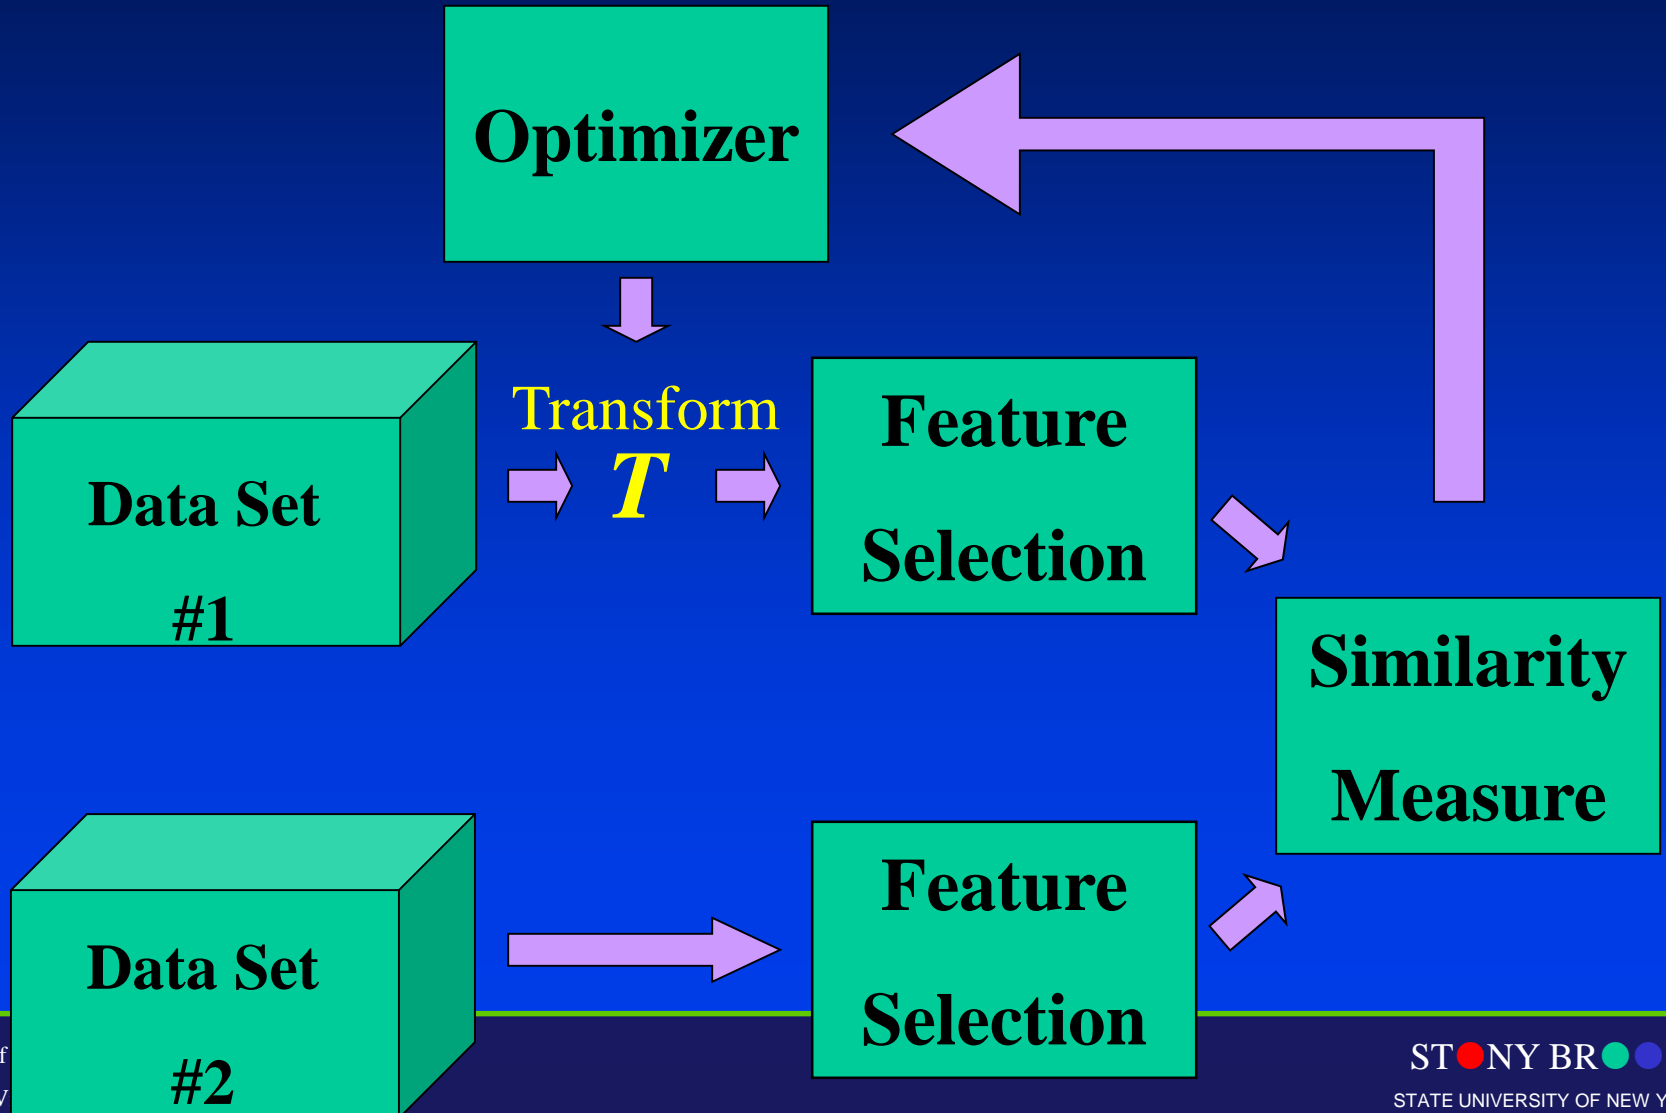 Optimizer
Transform
T
Data Set
#1
Feature
Selection
Similarity
Measure
Data Set
#2
Feature
Selection
f
ST NY BR
STATE UNIVERSITY OF NEW Y